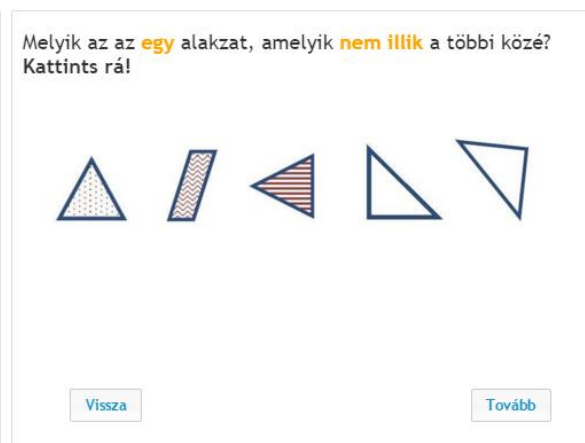 Melyik az az egy alakzat, amelyik nem illik a többi közé?
Kattints rá!
Vissza
Tovább